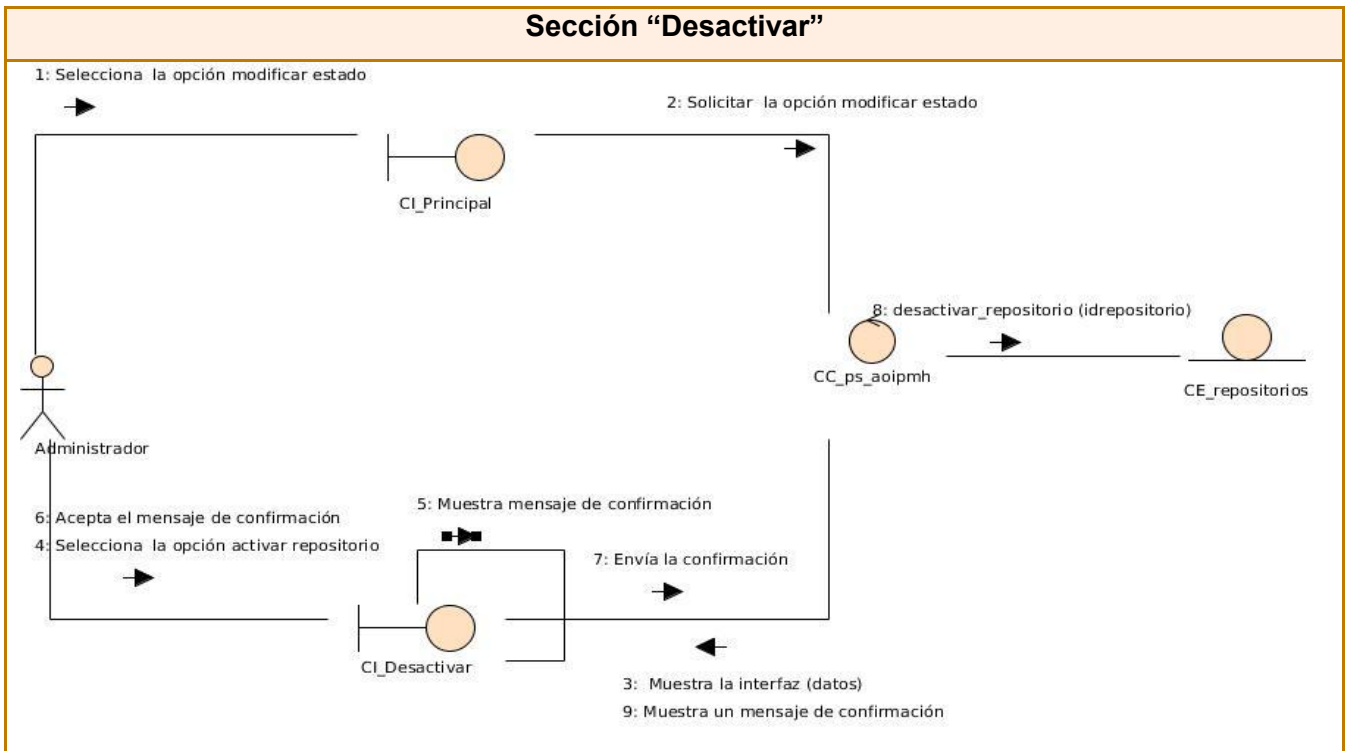 Sección “Desactivar”
1: Selecciona la opción modificar estado
2: Solicitar la opción modificar estado
CI_Principal
8: desactivar_repositorio (idrepositorio)
CC_ps_aoipmh
CE_repositorios
Administrador
5: Muestra mensaje de confirmación
6: Acepta el mensaje de confirmación
4: Selecciona la opción activar repositorio
7: Envía la confirmación
CI_Desactivar
3: Muestra la interfaz (datos)
9: Muestra un mensaje de confirmación